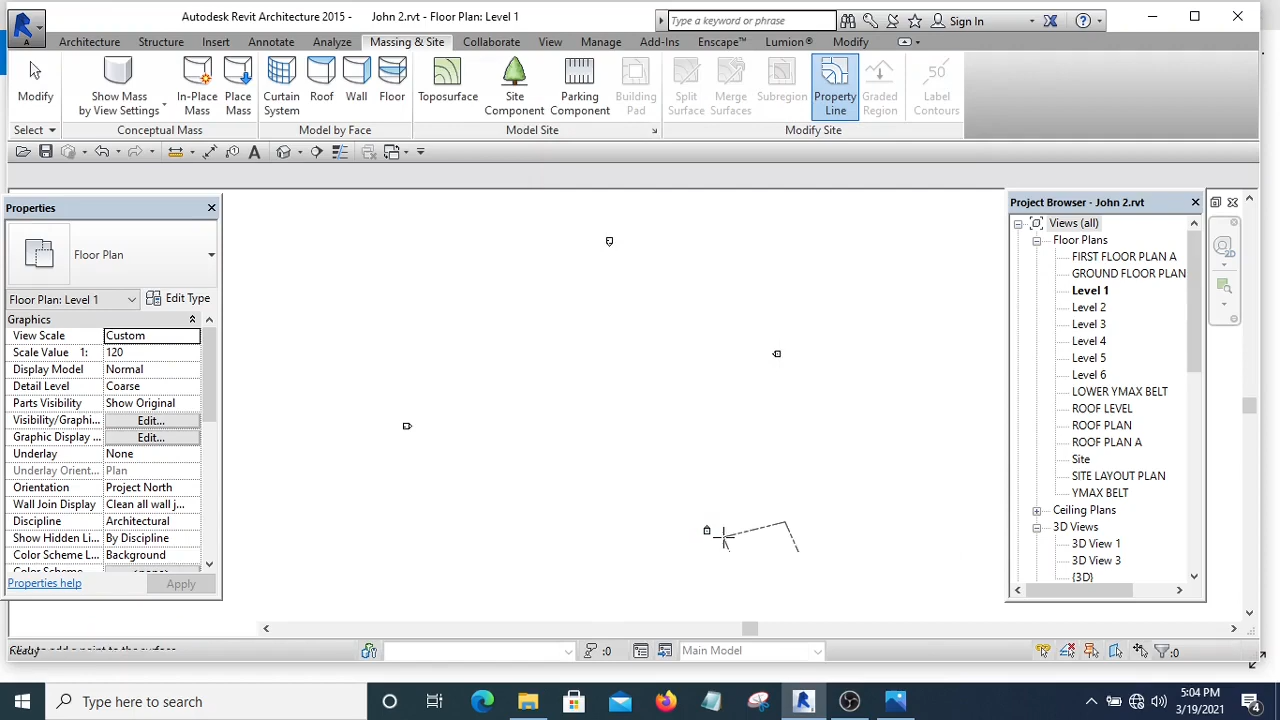 Autodesk Revit Architecture 2015 - John 2.rvt - Floor Plan: Level 1
Type a keyword or phrase
Sign In
Architecture Structure Insert Annotate Analyze Massing & Site Collaborate View Manage Add-Ins Enscape™ Lumion® Modify
Modify
Show Mass
by View Settings
In-Place
Mass
Place
Mass
Curtain
System
Roof
Wall
Floor
Toposurface
Site
Component
Parking
Component
Building
Pad
Split
Surface
Merge
Surfaces
Subregion
Property
Line
Graded
Region
50
Label
Contours
Select
Conceptual Mass
Model by Face
Model Site
Modify Site
Properties
Floor Plan
Floor Plan: Level 1
Edit Type
Graphics
View Scale Custom
Scale Value 1: 120
Display Model Normal
Detail Level Coarse
Parts Visibility Show Original
Visibility/Graphi... Edit...
Graphic Display ... Edit...
Underlay None
Underlay Orient... Plan
Orientation Project North
Wall Join Display Clean all wall j...
Discipline Architectural
Show Hidden Li... By Discipline
Color Scheme L... Background
Color Scheme <none>
Properties help
Apply
Project Browser - John 2.rvt
Views (all)
Floor Plans
FIRST FLOOR PLAN A
GROUND FLOOR PLAN
Level 1
Level 2
Level 3
Level 4
Level 5
Level 6
LOWER YMAX BELT
ROOF LEVEL
ROOF PLAN
ROOF PLAN A
Site
SITE LAYOUT PLAN
YMAX BELT
Ceiling Plans
3D Views
3D View 1
3D View 3
{3D}
2D
Ready
:0
Main Model
:0
Type here to search
5:04 PM
3/19/2021
4